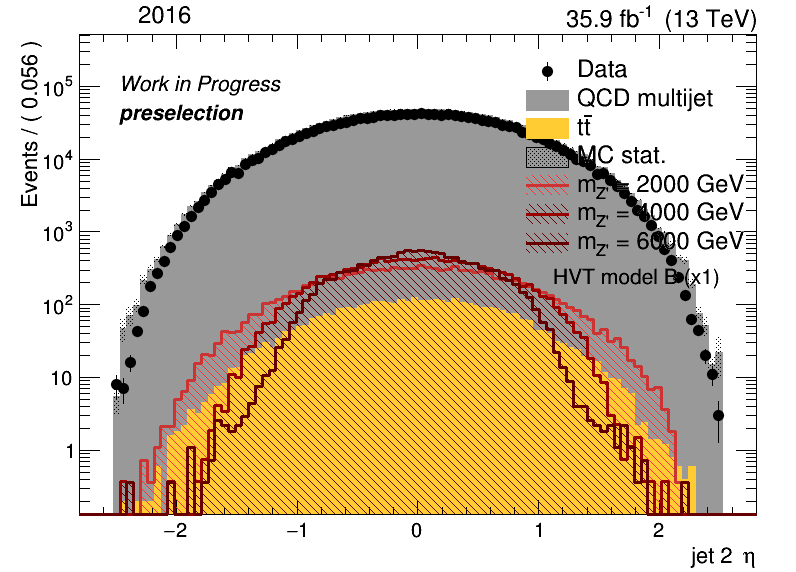 2016
35.9 fb⁻¹ (13 TeV)
Work in Progress
preselection
Data
QCD multijet
tt̄
MC stat.
m_Z' = 2000 GeV
m_Z' = 4000 GeV
m_Z' = 6000 GeV
HVT model B (x1)
Events / ( 0.056 )
10⁵
10⁴
10³
10²
10
1
−2 −1 0 1 2
jet 2 η